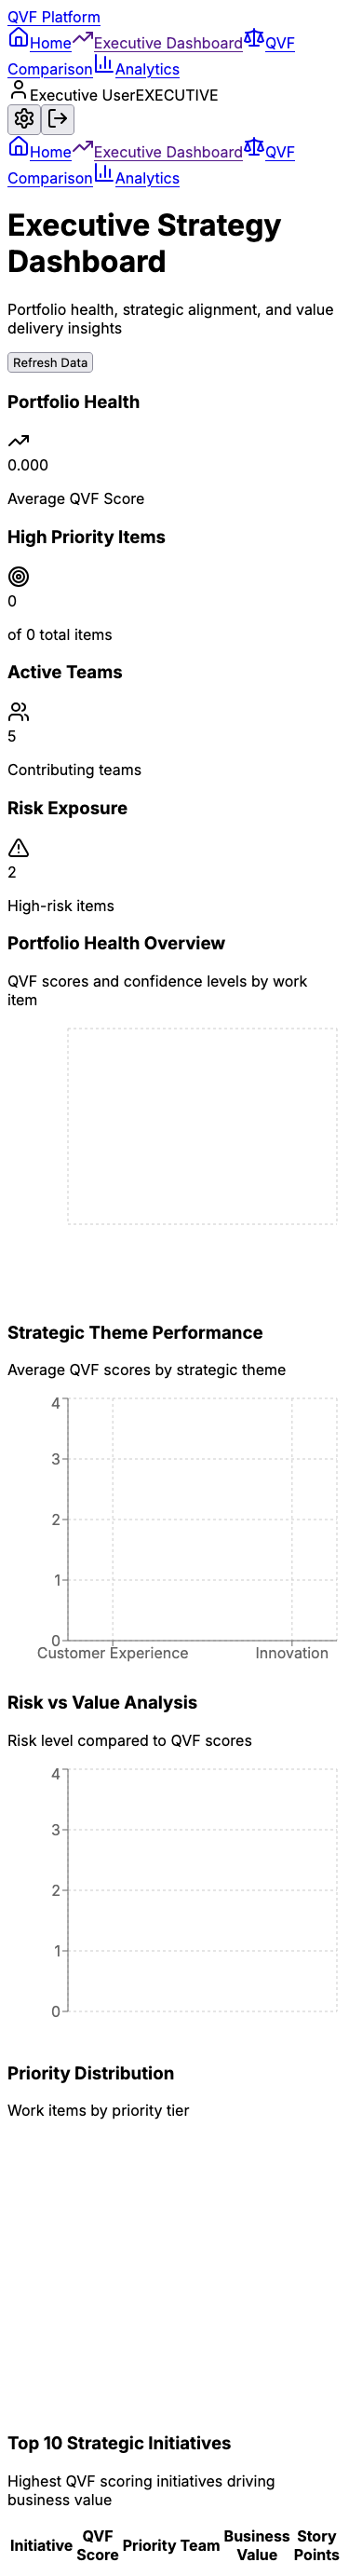 QVF Platform
Home Executive Dashboard QVF
Comparison Analytics
Executive UserEXECUTIVE
Home Executive Dashboard QVF
Comparison Analytics
Executive Strategy
Dashboard
Portfolio health, strategic alignment, and value
delivery insights
Refresh Data
Portfolio Health
0.000
Average QVF Score
High Priority Items
0
of 0 total items
Active Teams
5
Contributing teams
Risk Exposure
2
High-risk items
Portfolio Health Overview
QVF scores and confidence levels by work
item
Strategic Theme Performance
Average QVF scores by strategic theme
4
3
2
1
0
Customer Experience Innovation
Risk vs Value Analysis
Risk level compared to QVF scores
4
3
2
1
0
Priority Distribution
Work items by priority tier
Top 10 Strategic Initiatives
Highest QVF scoring initiatives driving
business value
Initiative QVF Score Priority Team Business Value Story Points